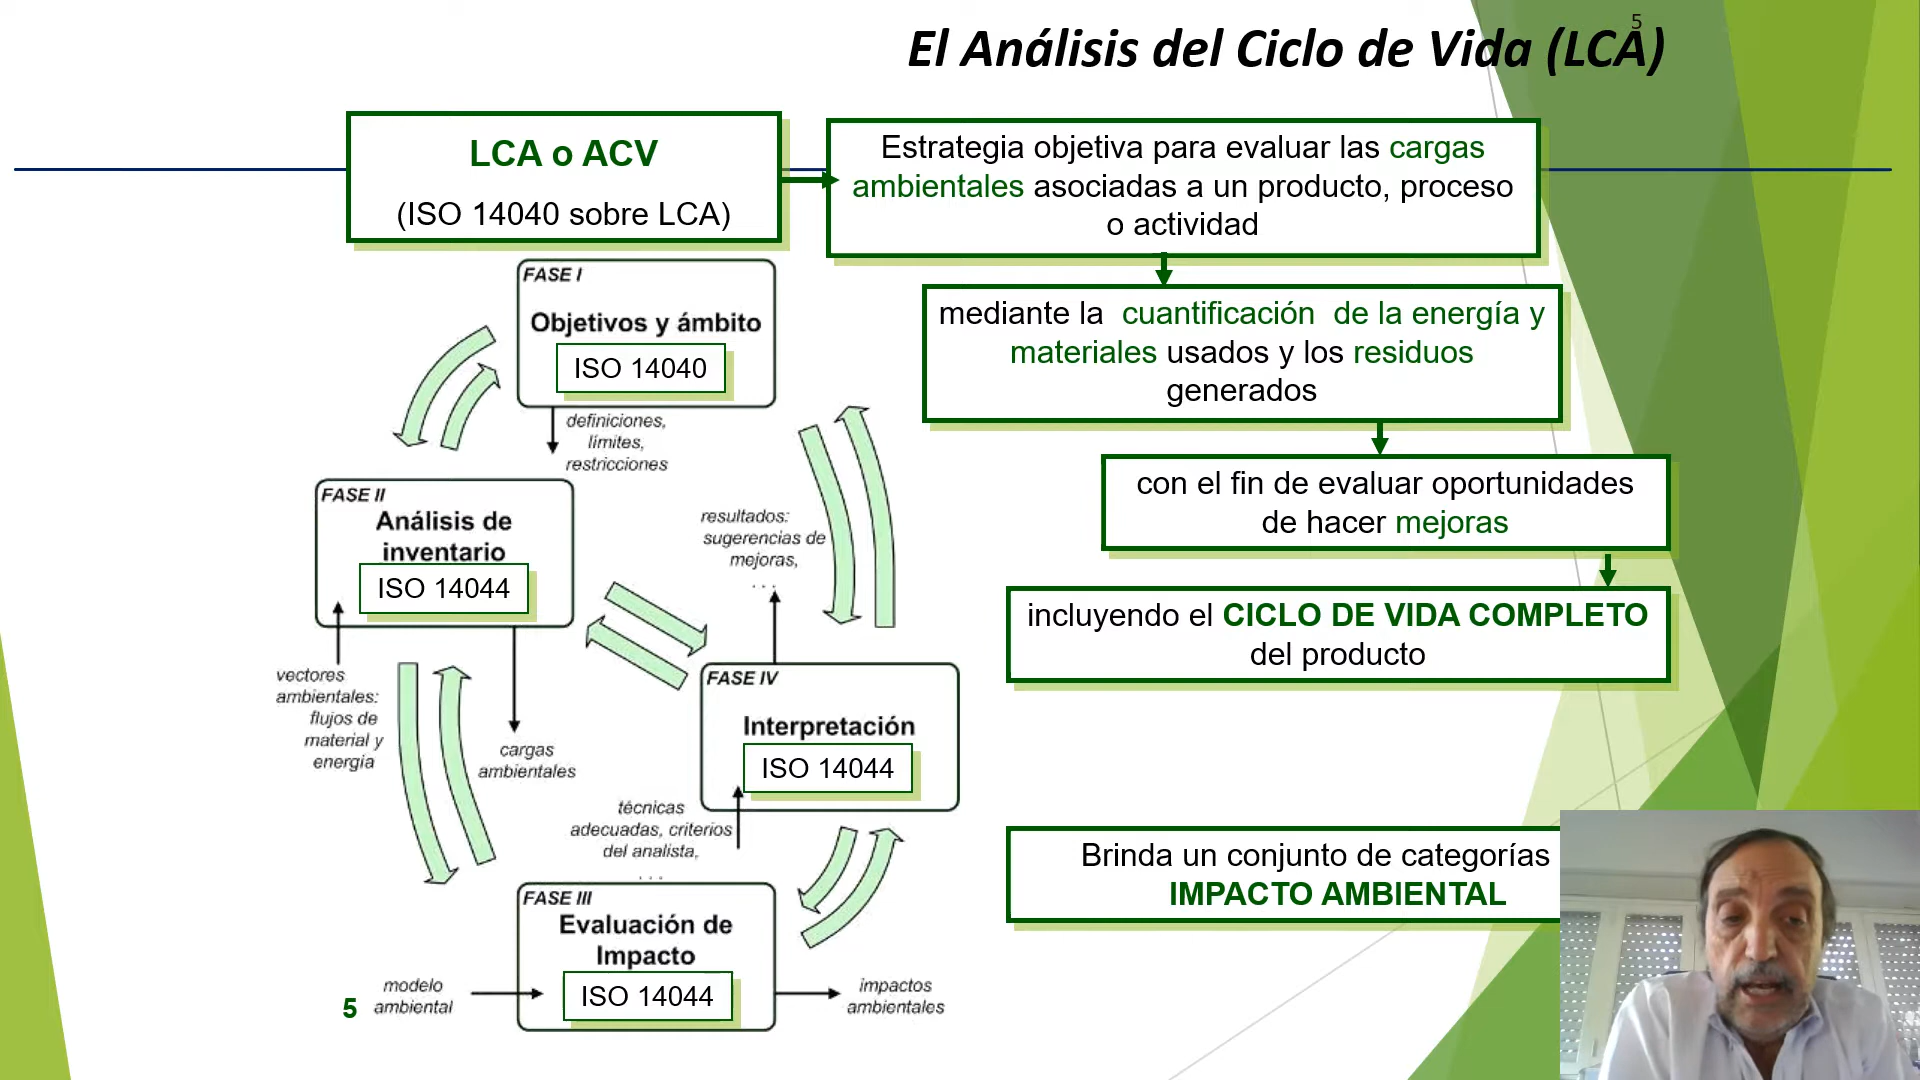 5
El Análisis del Ciclo de Vida (LCA)
LCA o ACV
(ISO 14040 sobre LCA)
Estrategia objetiva para evaluar las cargas
ambientales asociadas a un producto, proceso
o actividad
mediante la cuantificación de la energía y
materiales usados y los residuos
generados
con el fin de evaluar oportunidades
de hacer mejoras
incluyendo el CICLO DE VIDA COMPLETO
del producto
Brinda un conjunto de categorías
IMPACTO AMBIENTAL
FASE I
Objetivos y ámbito
ISO 14040
definiciones,
límites,
restricciones
FASE II
Análisis de
inventario
ISO 14044
vectores
ambientales:
flujos de
material y
energía
cargas
ambientales
resultados:
sugerencias de
mejoras,
...
FASE IV
Interpretación
ISO 14044
técnicas
adecuadas, criterios
del analista,
...
FASE III
Evaluación de
Impacto
ISO 14044
modelo
ambiental
impactos
ambientales
5